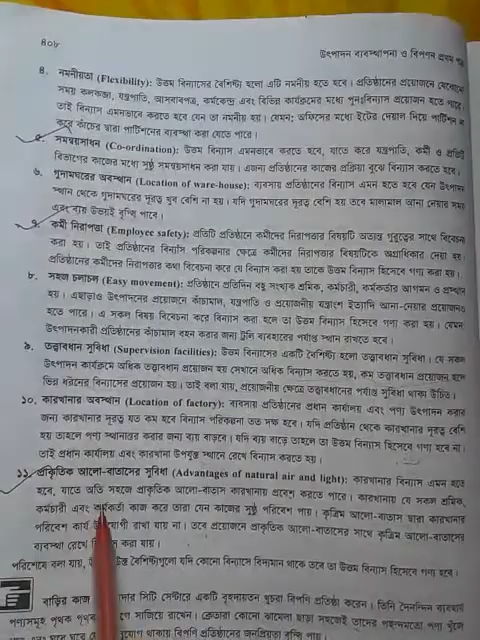 ৪০৮
উৎপাদন ব্যবস্থাপনা ও বিপণন প্রথম পত্র
৪. নমনীয়তা (Flexibility): উত্তম বিন্যাসের বৈশিষ্ট্য হলো এটি নমনীয় হতে হবে। প্রতিষ্ঠানের প্রয়োজনে যেকোনো
সময় কলকব্জা, যন্ত্রপাতি, আসবাবপত্র, কর্মকেন্দ্র এবং বিভিন্ন কার্যক্রমের মধ্যে পুনঃবিন্যাস প্রয়োজন হতে পারে।
তাই বিন্যাস এমনভাবে করতে হবে যেন তা নমনীয় হয়। যেমন: অফিসের মধ্যে ইটের দেয়াল দিয়ে পার্টিশন না
করে কাঁচের দ্বারা পার্টিশনের ব্যবস্থা করা যেতে পারে।
৫. সমন্বয়সাধন (Co-ordination): উত্তম বিন্যাস এমনভাবে করতে হবে, যাতে করে যন্ত্রপাতি, কর্মী ও প্রতিটি
বিভাগের কাজের মধ্যে সুষ্ঠু সমন্বয়সাধন করা যায়। এজন্য প্রতিষ্ঠানের কাজের প্রক্রিয়া বুঝে বিন্যাস করতে হবে।
৬. গুদামঘরের অবস্থান (Location of ware-house): ব্যবসায় প্রতিষ্ঠানের বিন্যাস এমন হতে হবে যেন উৎপাদন
স্থান থেকে গুদামঘরের দূরত্ব খুব বেশি না হয়। যদি গুদামঘরের দূরত্ব বেশি হয় তবে মালামাল আনা নেয়ার সময়
এবং ব্যয় উভয়ই বৃদ্ধি পাবে।
৭. কর্মী নিরাপত্তা (Employee safety): প্রতিটি প্রতিষ্ঠানে কর্মীদের নিরাপত্তার বিষয়টি অত্যন্ত গুরুত্বের সাথে বিবেচনা
করা হয়। তাই প্রতিষ্ঠানের বিন্যাস পরিকল্পনার ক্ষেত্রে কর্মীদের নিরাপত্তার বিষয়টিকে অগ্রাধিকার দেয়া হয়।
প্রতিষ্ঠানের কর্মীদের নিরাপত্তার কথা বিবেচনা করে যে বিন্যাস করা হয় তাকে উত্তম বিন্যাস হিসেবে গণ্য করা হয়।
৮. সহজ চলাচল (Easy movement): প্রতিষ্ঠানে প্রতিদিন বহু সংখ্যক শ্রমিক, কর্মচারী, কর্মকর্তার আগমন ও প্রস্থান
হয়। এছাড়াও উৎপাদনের প্রয়োজনে কাঁচামাল, যন্ত্রপাতি ও প্রয়োজনীয় যন্ত্রাংশ ইত্যাদি আনা-নেয়ার প্রয়োজনও
হতে পারে। এ সকল বিষয় বিবেচনা করে বিন্যাস করা হলে তা উত্তম বিন্যাস হিসেবে গণ্য করা হয়। যেমন
উৎপাদনকারী প্রতিষ্ঠানের কাঁচামাল বহন করার জন্য ট্রলি ব্যবহারের পর্যাপ্ত স্থান রাখতে হবে।
৯. তত্ত্বাবধান সুবিধা (Supervision facilities): উত্তম বিন্যাসের একটি বৈশিষ্ট্য হলো তত্ত্বাবধান সুবিধা। যে সকল
উৎপাদন কার্যক্রমে অধিক তত্ত্বাবধান প্রয়োজন হয় সেখানে অধিক বিন্যাস করতে হয়, কম তত্ত্বাবধান প্রয়োজন হলে
ভিন্ন ধরনের বিন্যাসের প্রয়োজন হয়। তাই বলা যায়, প্রয়োজনীয় ক্ষেত্রে তত্ত্বাবধানের পর্যাপ্ত সুবিধা থাকা উচিত।
১০. কারখানার অবস্থান (Location of factory): ব্যবসায় প্রতিষ্ঠানের প্রধান কার্যালয় এবং পণ্য উৎপাদন করার
জন্য কারখানার দূরত্ব যত কম হবে বিন্যাস পরিকল্পনা তত দক্ষ হবে। যদি প্রতিষ্ঠান থেকে কারখানার দূরত্ব বেশি
হয় তাহলে পণ্য স্থানান্তর করার জন্য ব্যয় বাড়বে। যদি ব্যয় বাড়ে তাহলে তা উত্তম বিন্যাস হিসেবে গণ্য হবে না।
তাই প্রধান কার্যালয় এবং কারখানা উপযুক্ত স্থানে রেখে বিন্যাস করতে হয়।
১১. প্রাকৃতিক আলো-বাতাসের সুবিধা (Advantages of natural air and light): কারখানার বিন্যাস এমন হতে
হবে, যাতে অতি সহজে প্রাকৃতিক আলো-বাতাস কারখানায় প্রবেশ করতে পারে। কারখানায় যে সকল শ্রমিক,
কর্মচারী এবং কর্মকর্তা কাজ করে তারা যেন কাজের সুষ্ঠু পরিবেশ পায়। কৃত্রিম আলো-বাতাস দ্বারা কারখানার
পরিবেশ কার্য উপযোগী রাখা যায় না। তবে প্রয়োজনে প্রাকৃতিক আলো-বাতাসের সাথে কৃত্রিম আলো-বাতাসের
ব্যবস্থা রেখে বিন্যাস করা যায়।
পরিশেষে বলা যায়, বৈশিষ্ট্যগুলো যদি কোনো বিন্যাসে বিদ্যমান থাকে তবে তা উত্তম বিন্যাস হিসেবে গণ্য হবে।
বাড়ির কাজ সিটি সেন্টারে একটি বৃহদায়তন খুচরা বিপণি প্রতিষ্ঠা করেন। তিনি দৈনন্দিন ব্যবহার্য
পণ্যসমূহ পৃথক সাজিয়ে রাখেন। ক্রেতারা কোনো ঝামেলা ছাড়া সহজেই তাদের পছন্দমতো পণ্য খুঁজে
থাকায় বিপণি প্রতিষ্ঠানের জনপ্রিয়তা বৃদ্ধি